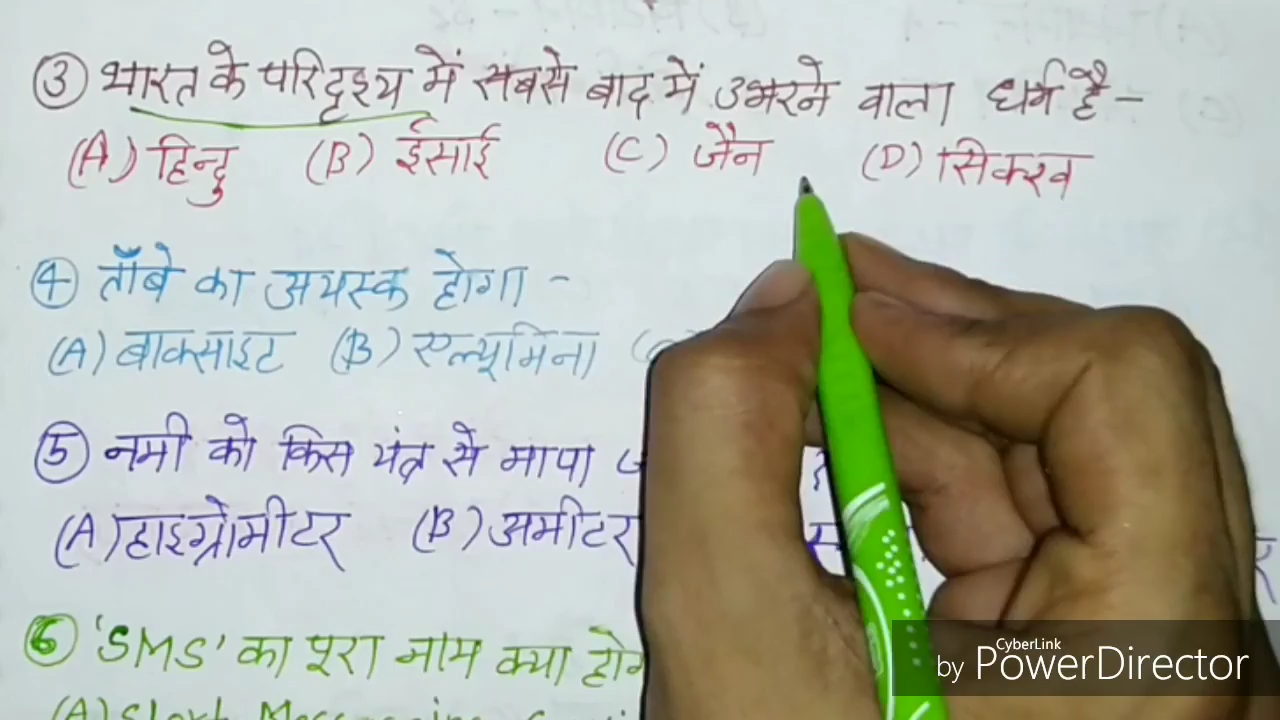 ③ भारत के परिदृश्य में सबसे बाद में उभरने वाला धर्म है –
(A) हिन्दु (B) ईसाई (C) जैन (D) सिक्ख
④ ताँबे का अयस्क होगा –
(A) बाक्साइट (B) एल्यूमिना
⑤ नमी को किस यंत्र से मापा
(A) हाइग्रोमीटर (B) अमीटर
⑥ 'SMS' का पूरा नाम क्या
(A) Short
CyberLink
by PowerDirector